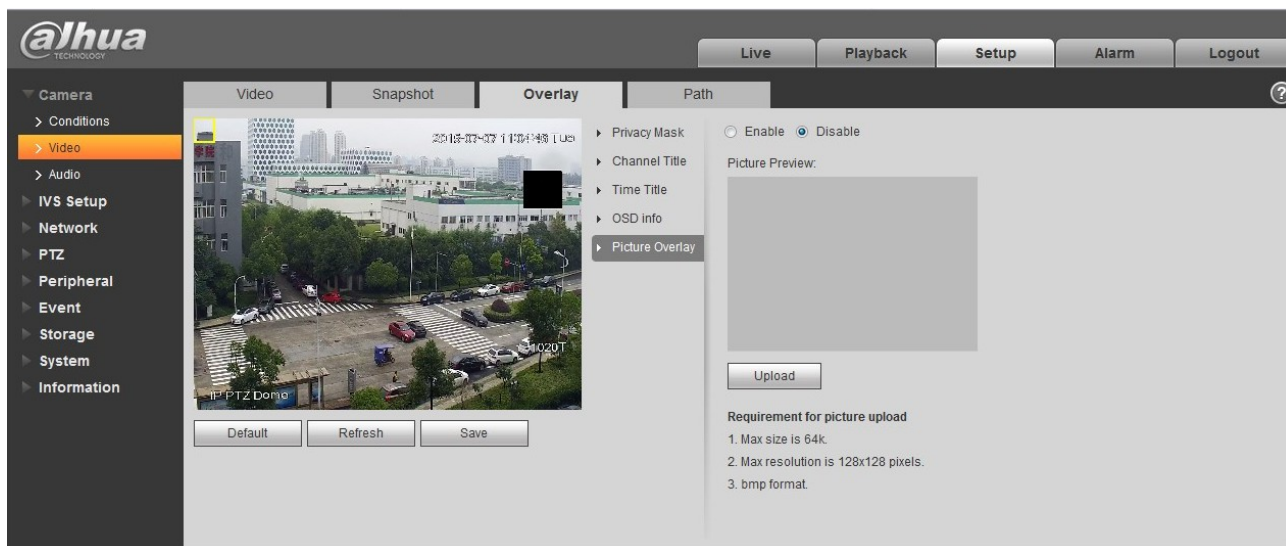 alhua
TECHNOLOGY
Live
Playback
Setup
Alarm
Logout
Camera
Conditions
Video
Audio
IVS Setup
Network
PTZ
Peripheral
Event
Storage
System
Information
Video
Snapshot
Overlay
Path
学院
IP PTZ Dome
Default
Refresh
Save
Privacy Mask
Channel Title
Time Title
OSD info
Picture Overlay
Enable
Disable
Picture Preview:
Upload
Requirement for picture upload
1. Max size is 64k.
2. Max resolution is 128x128 pixels.
3. bmp format.
?